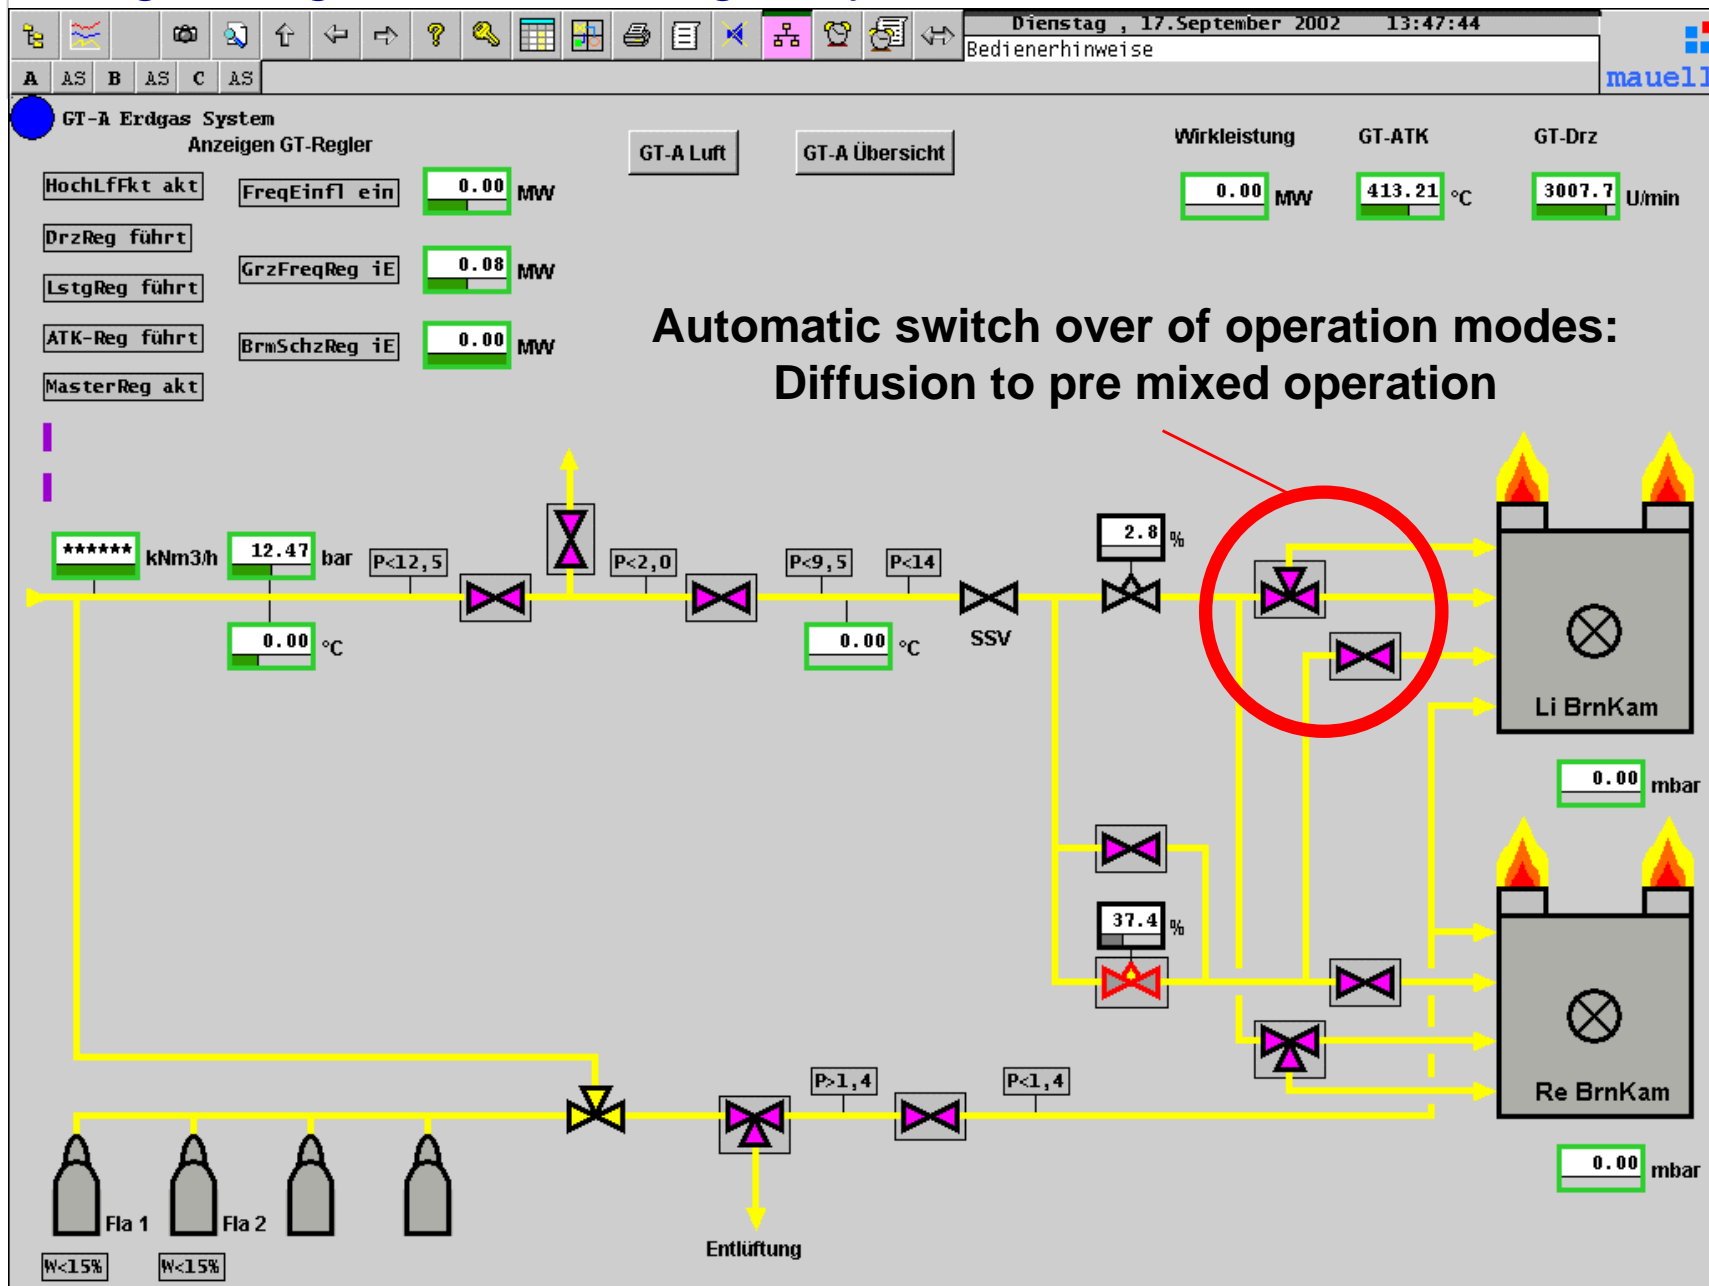 Dienstag , 17.September 2002 13:47:44
Bedienerhinweise
mauell
A AS B AS C AS
GT-A Erdgas System
Anzeigen GT-Regler
GT-A Luft
GT-A Übersicht
Wirkleistung
GT-ATK
GT-Drz
HochLfFkt akt
FreqEinfl ein
0.00 MW
0.00 MW
413.21 °C
3007.7 U/min
DrzReg führt
GrzFreqReg iE
0.08 MW
LstgReg führt
ATK-Reg führt
BrmSchzReg iE
0.00 MW
MasterReg akt
Automatic switch over of operation modes:
Diffusion to pre mixed operation
****** kNm3/h
12.47 bar
P<12,5
P<2,0
P<9,5
P<14
2.8 %
0.00 °C
0.00 °C
SSV
Li BrnKam
0.00 mbar
37.4 %
P>1,4
P<1,4
Re BrnKam
0.00 mbar
Fla 1
Fla 2
Entlüftung
W<15%
W<15%